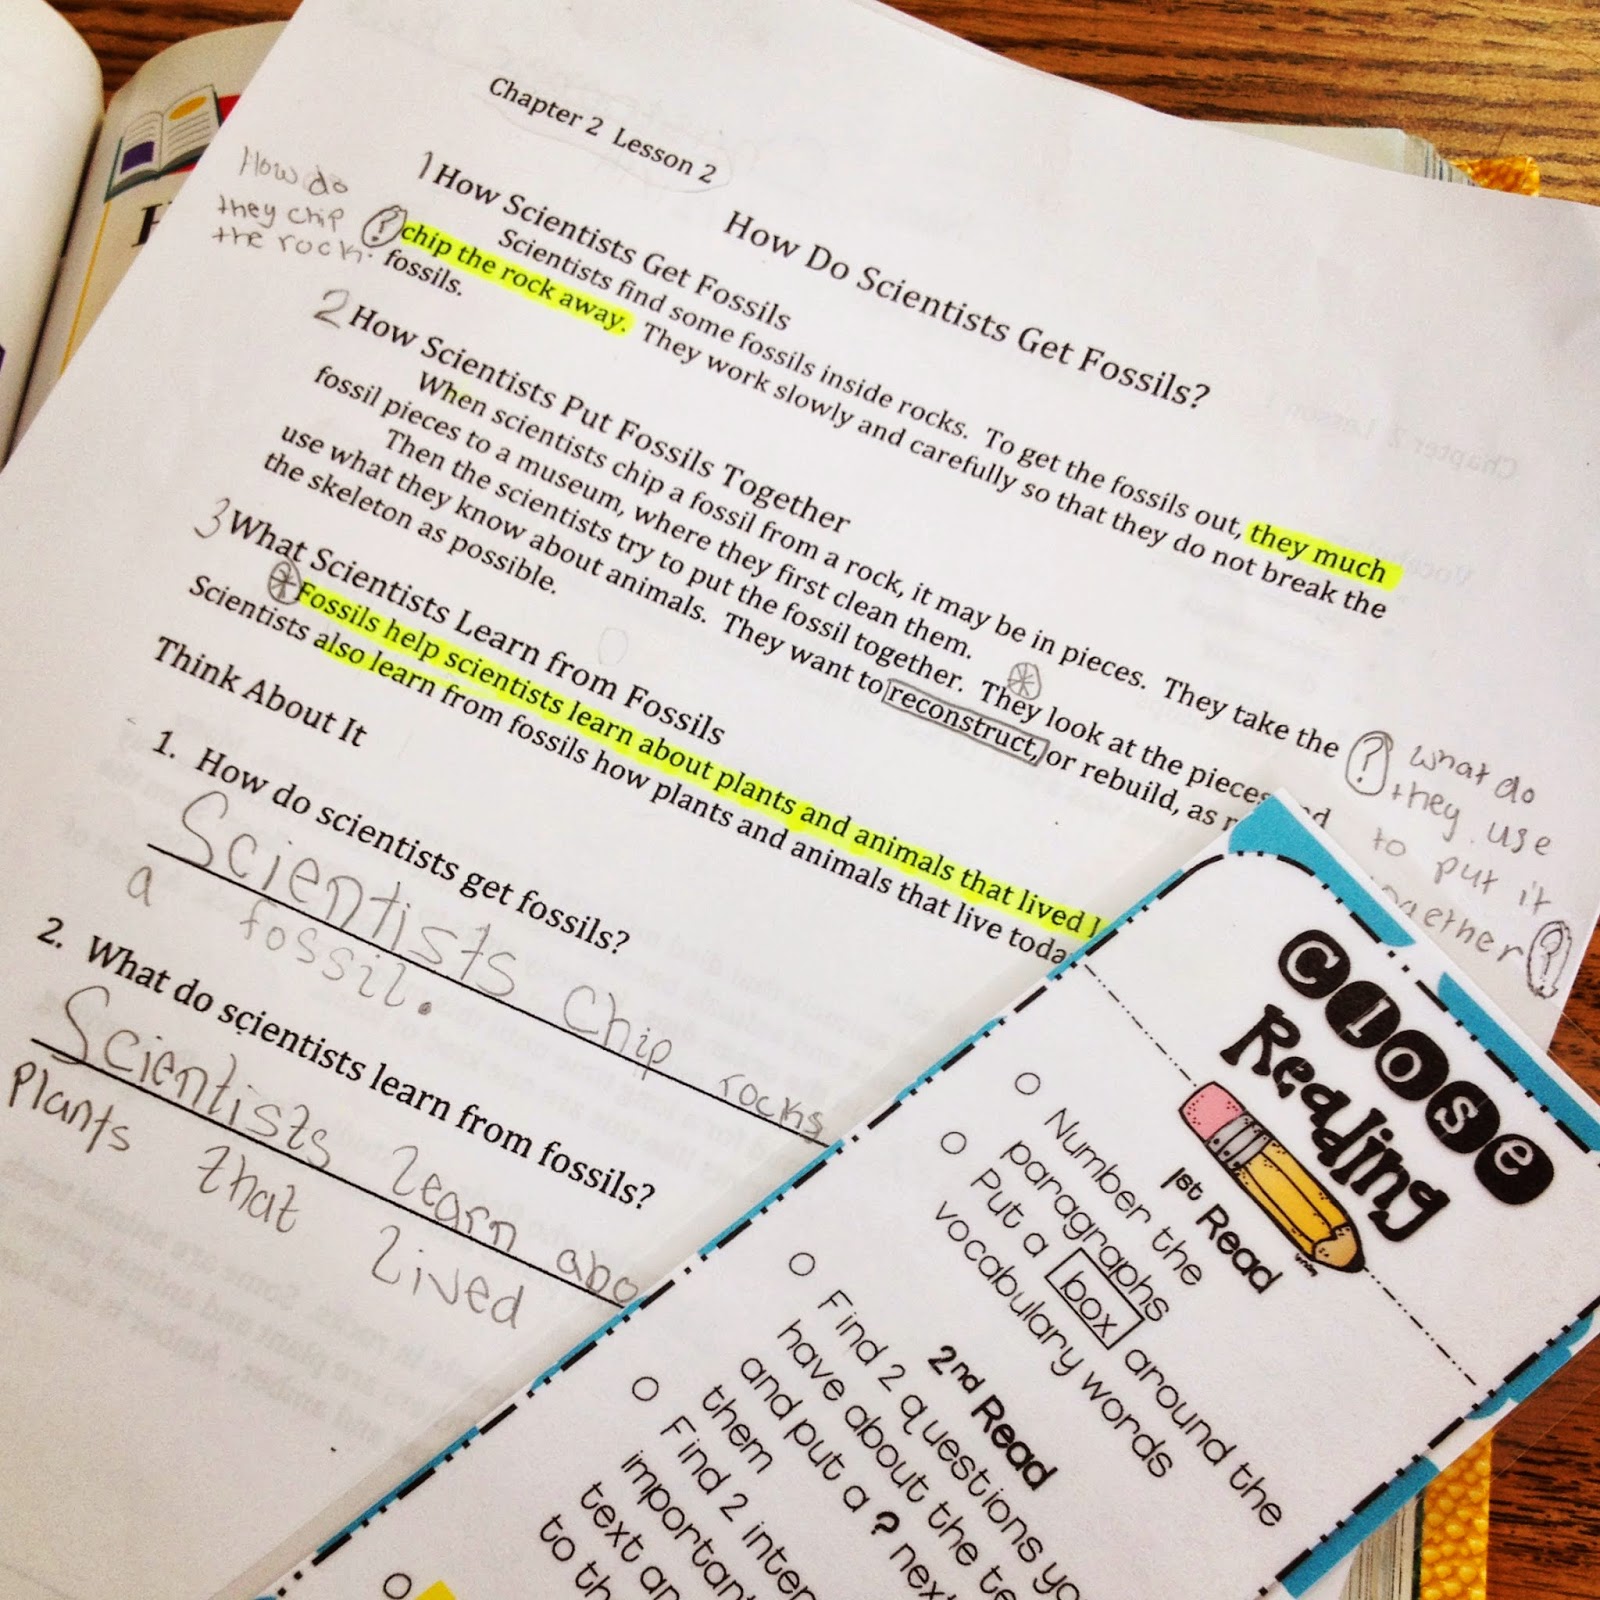 Chapter 2 Lesson 2
How Do Scientists Get Fossils?
1 How Scientists Get Fossils
Scientists find some fossils inside rocks. To get the fossils out, they much
? chip the rock away. They work slowly and carefully so that they do not break the
fossils.
How do
they chip
the rock.
2 How Scientists Put Fossils Together
When scientists chip a fossil from a rock, it may be in pieces. They take the
fossil pieces to a museum, where they first clean them.
Then the scientists try to put the fossil together. They look at the pieces and
use what they know about animals. They want to reconstruct, or rebuild, as
the skeleton as possible.
? what do
they use
to put it
together ?
3 What Scientists Learn from Fossils
* Fossils help scientists learn about plants and animals that lived
Scientists also learn from fossils how plants and animals that live toda
Think About It
1. How do scientists get fossils?
Scientists chip rocks
a fossil.
2. What do scientists learn from fossils?
Scientists learn abo
plants that lived
Close
Reading
1st Read
Number the
paragraphs
Put a box around the
vocabulary words
2nd Read
Find 2 questions yo
have about the te
and put a ? next
them
Find 2 inter
important
text an
to th